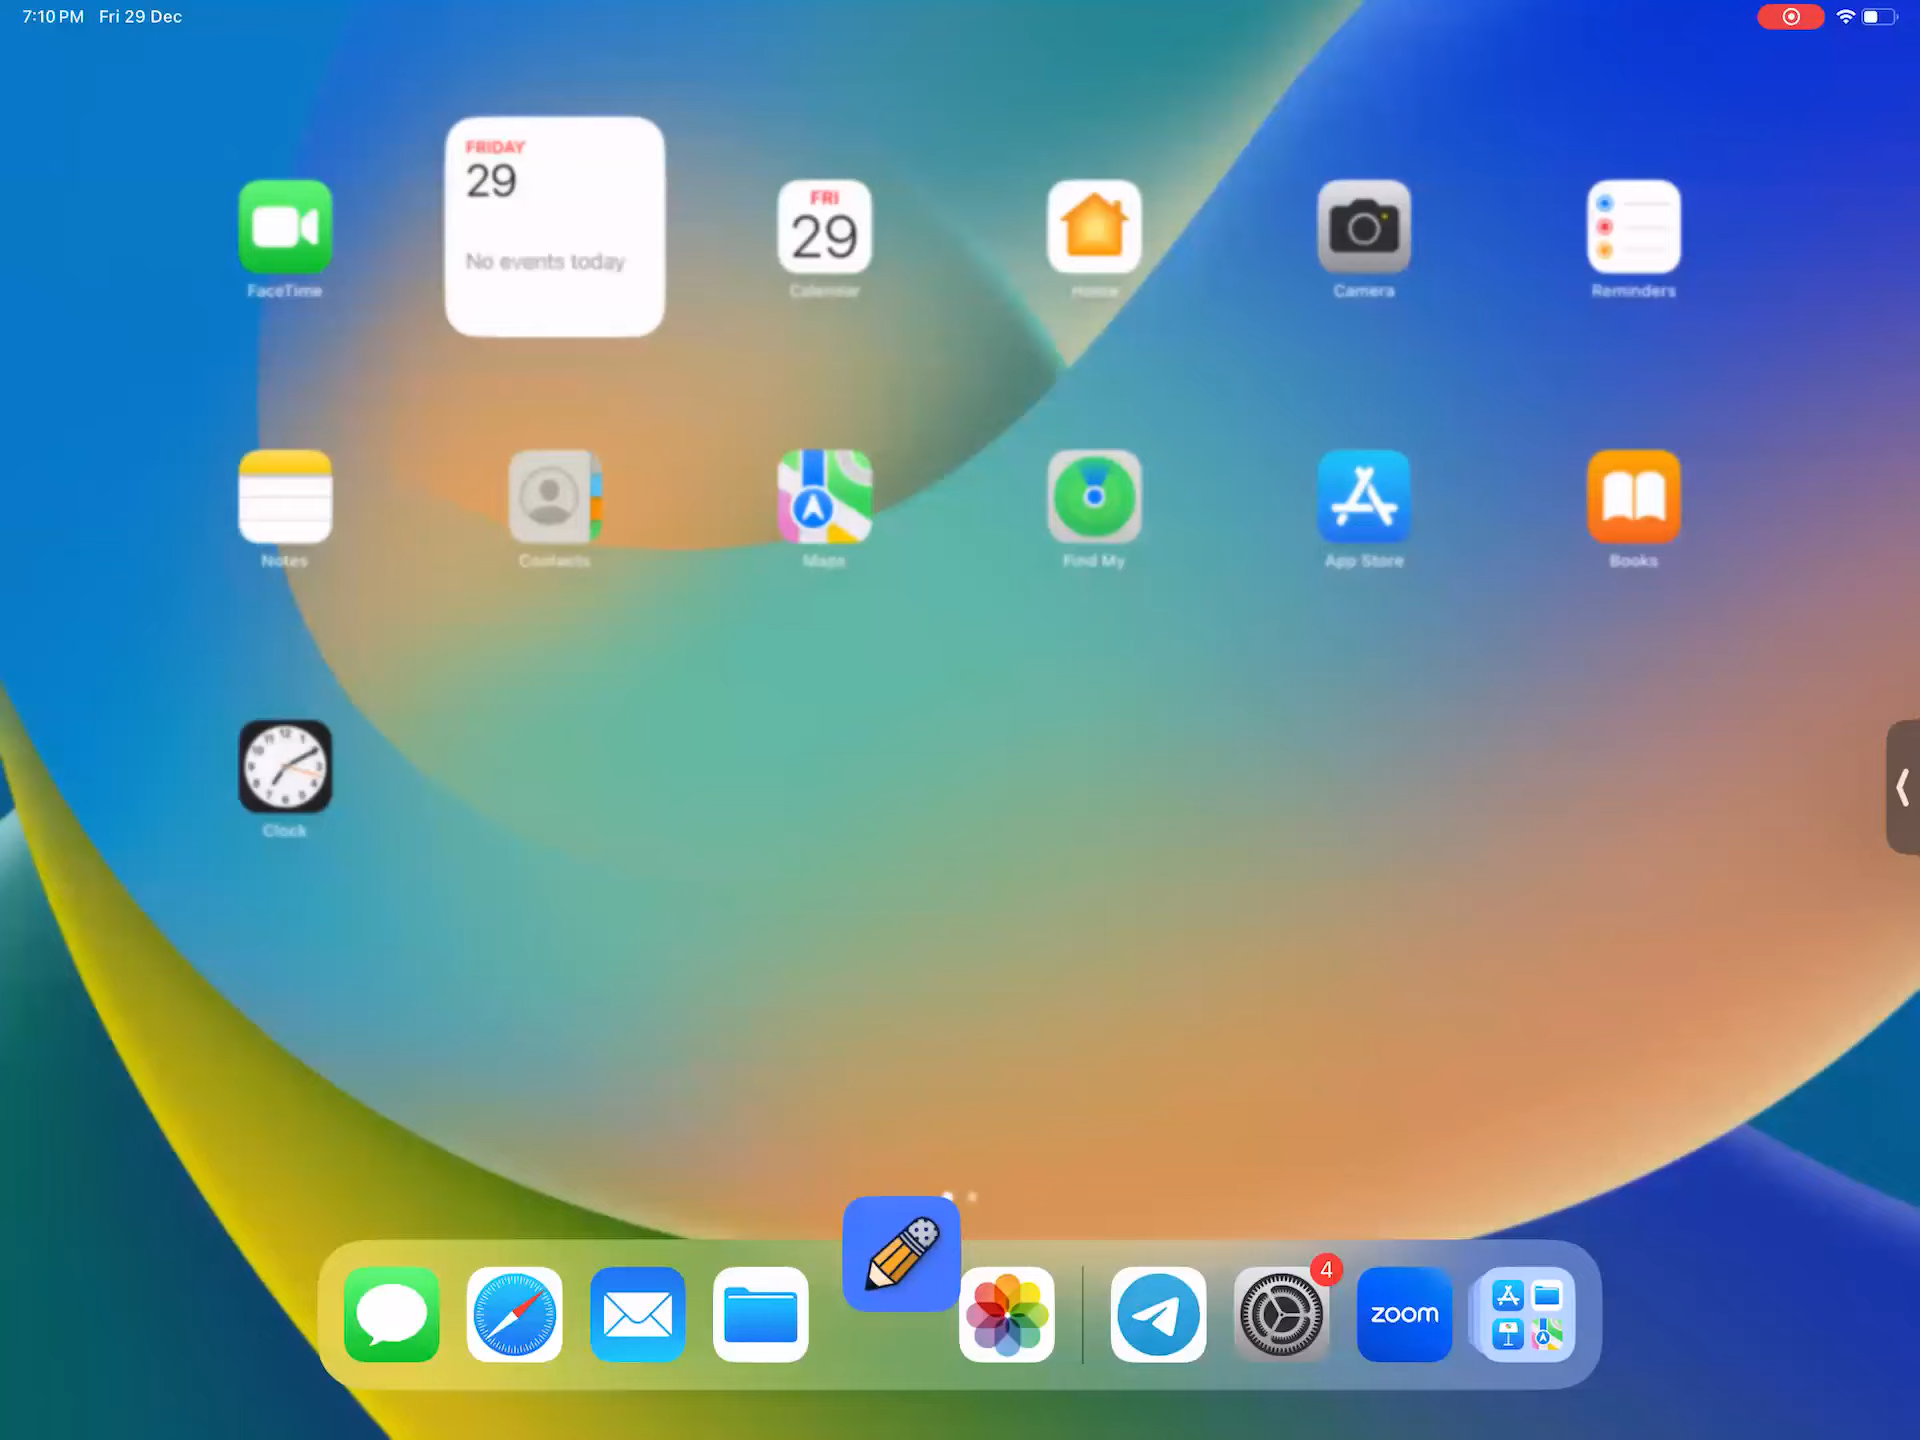 7:10 PM Fri 29 Dec
FRIDAY
29
No events today
FRI
29
FaceTime
Calendar
Home
Camera
Reminders
Notes
Contacts
Maps
Find My
App Store
Books
Clock
4
zoom